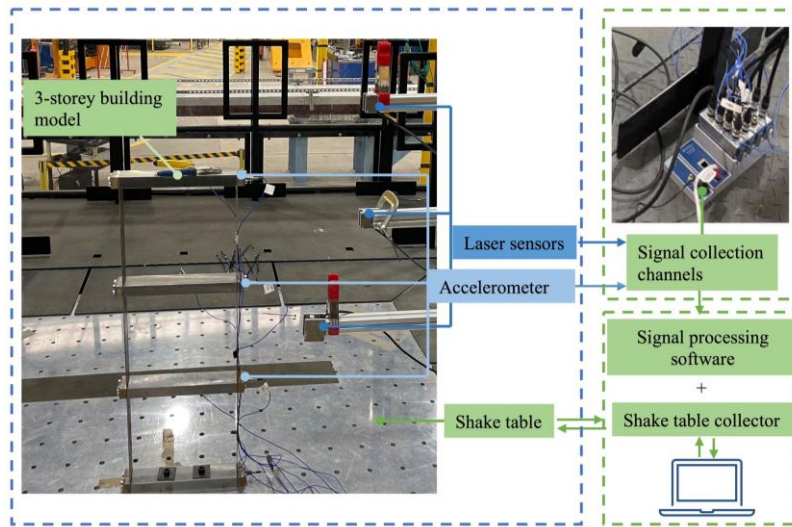 3-storey building
model
Laser sensors
Accelerometer
Shake table
Signal collection
channels
Signal processing
software
+
Shake table collector